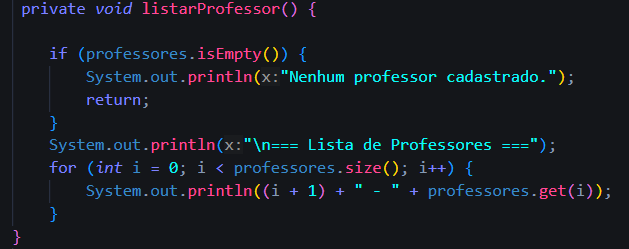 private void listarProfessor() {
if (professores.isEmpty()) {
System.out.println(x:"Nenhum professor cadastrado.");
return;
}
System.out.println(x:"\n=== Lista de Professores ===");
for (int i = 0; i < professores.size(); i++) {
System.out.println((i + 1) + " - " + professores.get(i));
}
}